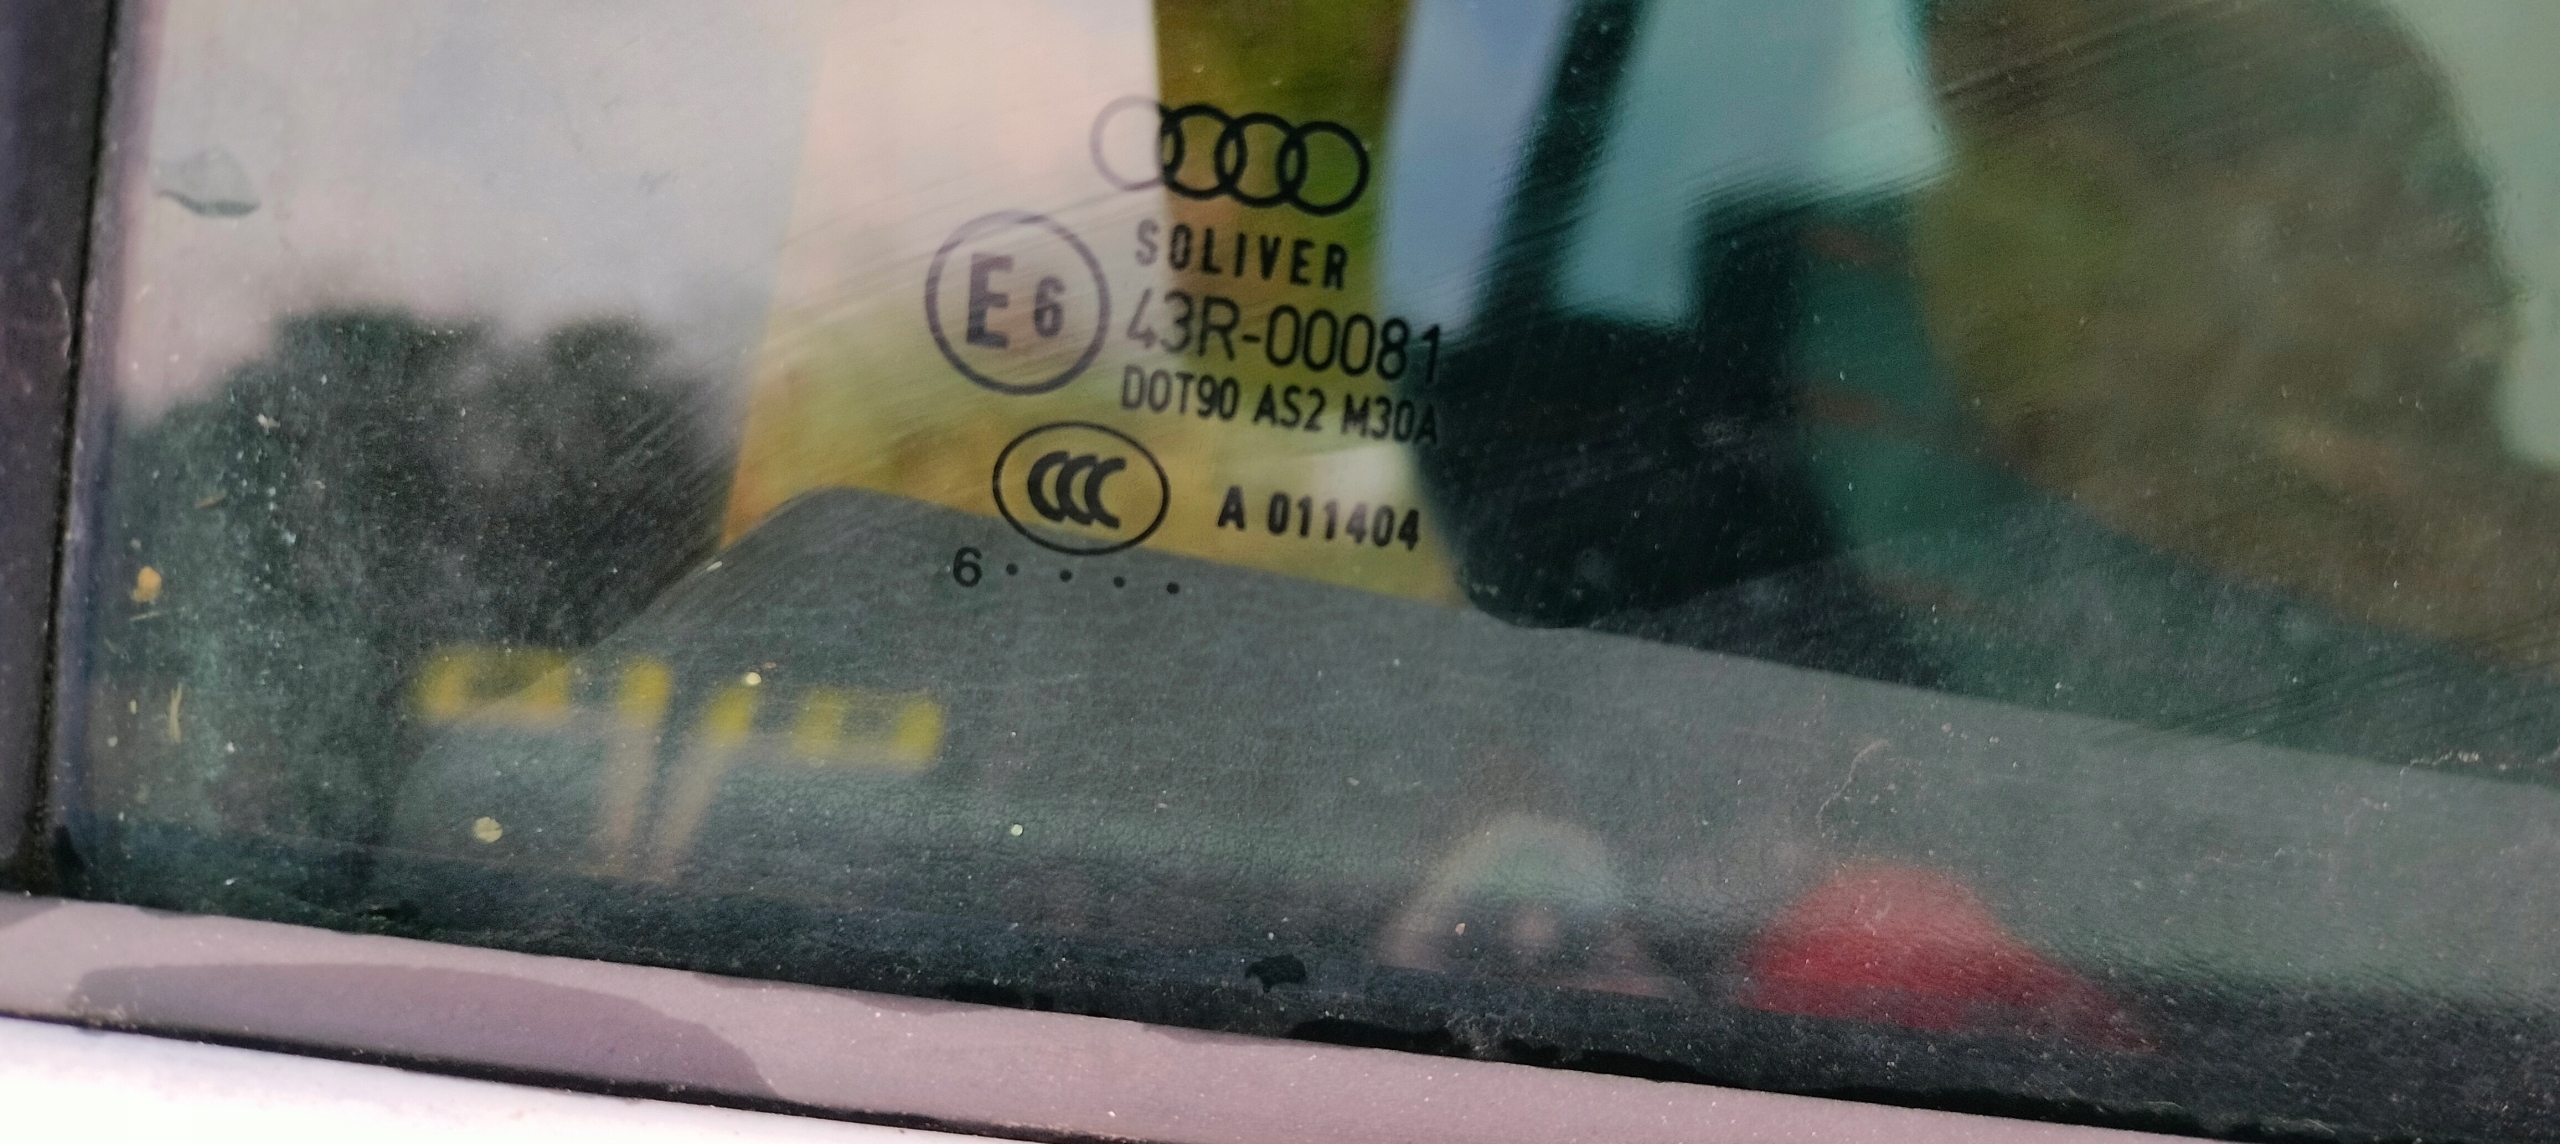 SOLIVER
E6
43R-00081
DOT90 AS2 M30A
CCC A 011404
6 · · · ·